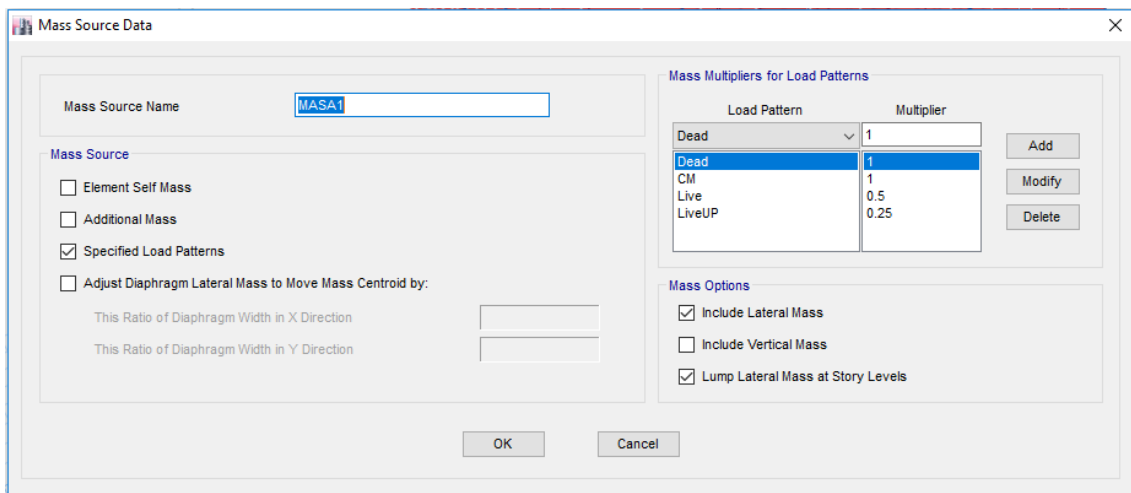 Mass Source Data
Mass Source Name
MASA1
Mass Source
Element Self Mass
Additional Mass
Specified Load Patterns
Adjust Diaphragm Lateral Mass to Move Mass Centroid by:
This Ratio of Diaphragm Width in X Direction
This Ratio of Diaphragm Width in Y Direction
Mass Multipliers for Load Patterns
Load Pattern Multiplier
Dead 1
Dead 1
CM 1
Live 0.5
LiveUP 0.25
Add
Modify
Delete
Mass Options
Include Lateral Mass
Include Vertical Mass
Lump Lateral Mass at Story Levels
OK Cancel